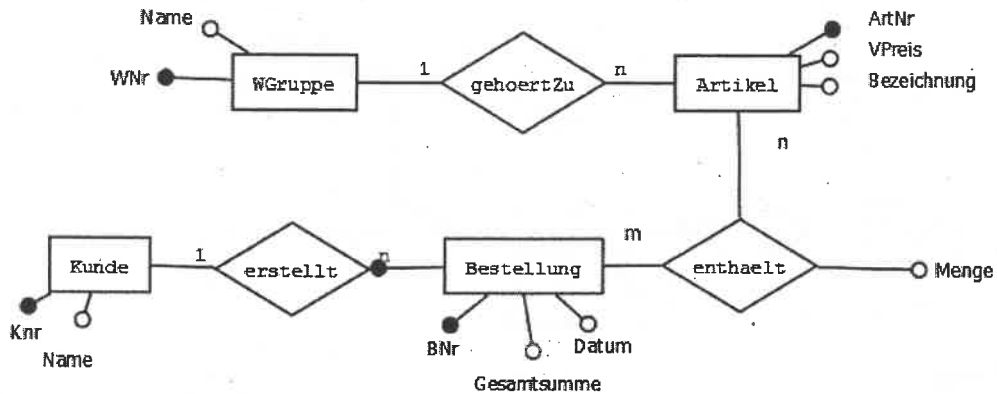 Name
ArtNr
VPreis
WNr
WGruppe
1
gehoertZu
n
Artikel
Bezeichnung
n
Kunde
1
erstellt
n
Bestellung
m
enthaelt
Menge
Knr
Name
BNr
Datum
Gesamtsumme